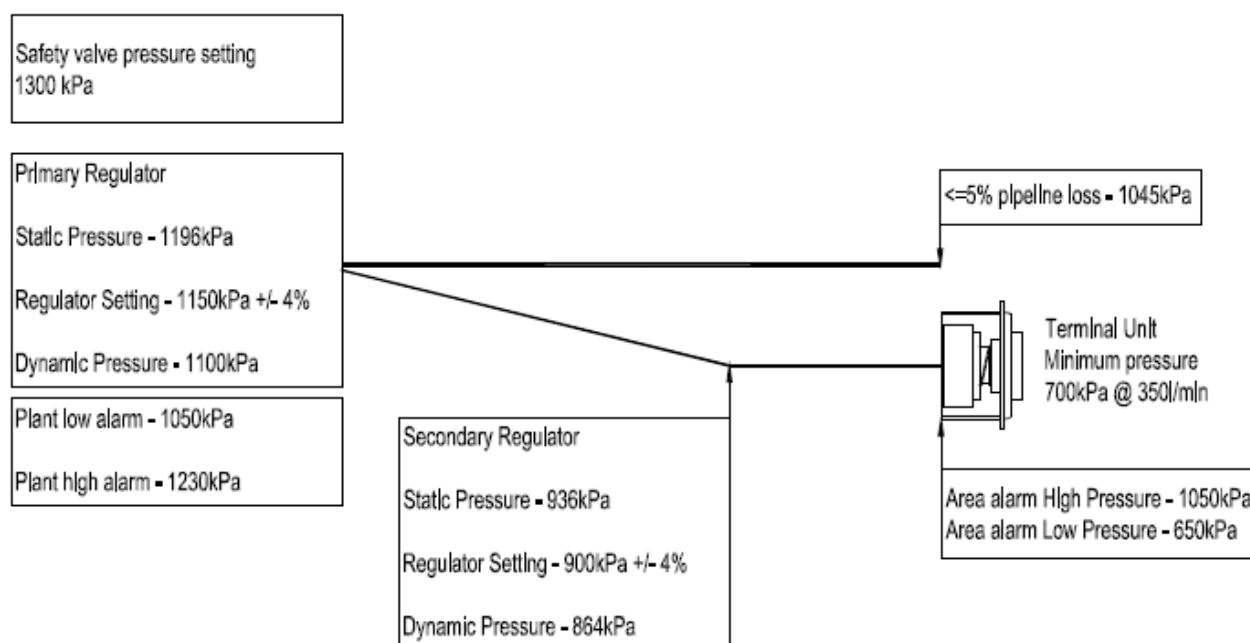 Safety valve pressure setting
1300 kPa
Primary Regulator
Static Pressure - 1196kPa
Regulator Setting - 1150kPa +/- 4%
Dynamic Pressure - 1100kPa
Plant low alarm - 1050kPa
Plant high alarm - 1230kPa
<=5% pipeline loss - 1045kPa
Terminal Unit
Minimum pressure
700kPa @ 350l/min
Secondary Regulator
Static Pressure - 936kPa
Regulator Setting - 900kPa +/- 4%
Dynamic Pressure - 864kPa
Area alarm High Pressure - 1050kPa
Area alarm Low Pressure - 650kPa